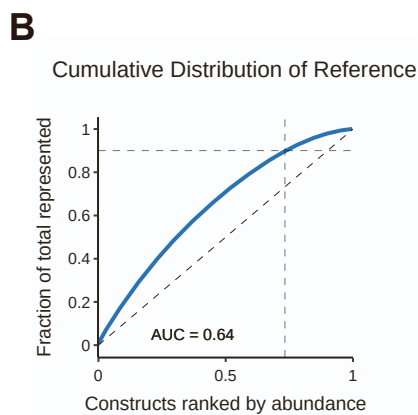 B
Cumulative Distribution of Reference
Fraction of total represented
1
0.8
0.6
0.4
0.2
0
AUC = 0.64
0 0.5 1
Constructs ranked by abundance